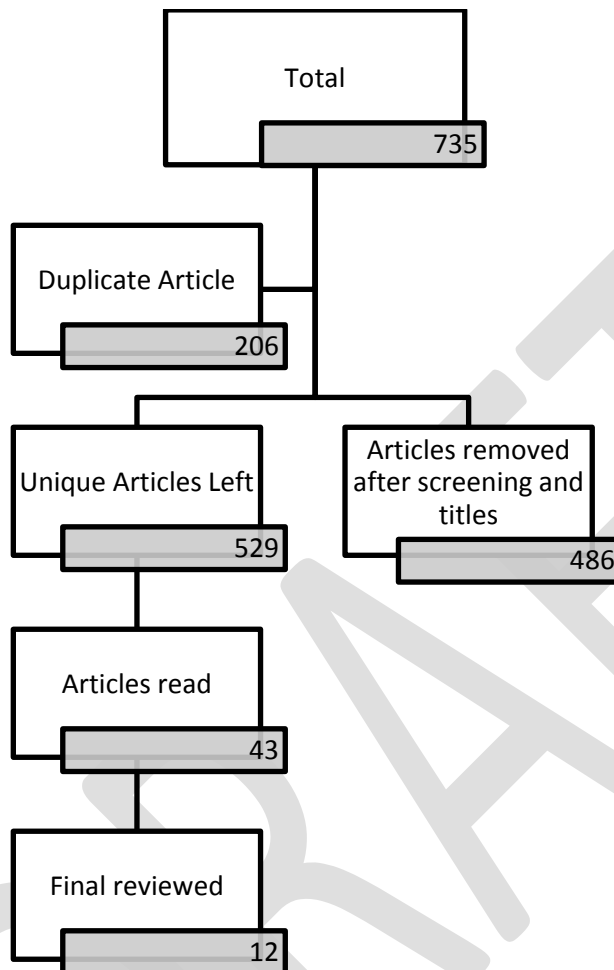 Total
735
Duplicate Article
206
Unique Articles Left
529
Articles removed
after screening and
titles
486
Articles read
43
Final reviewed
12